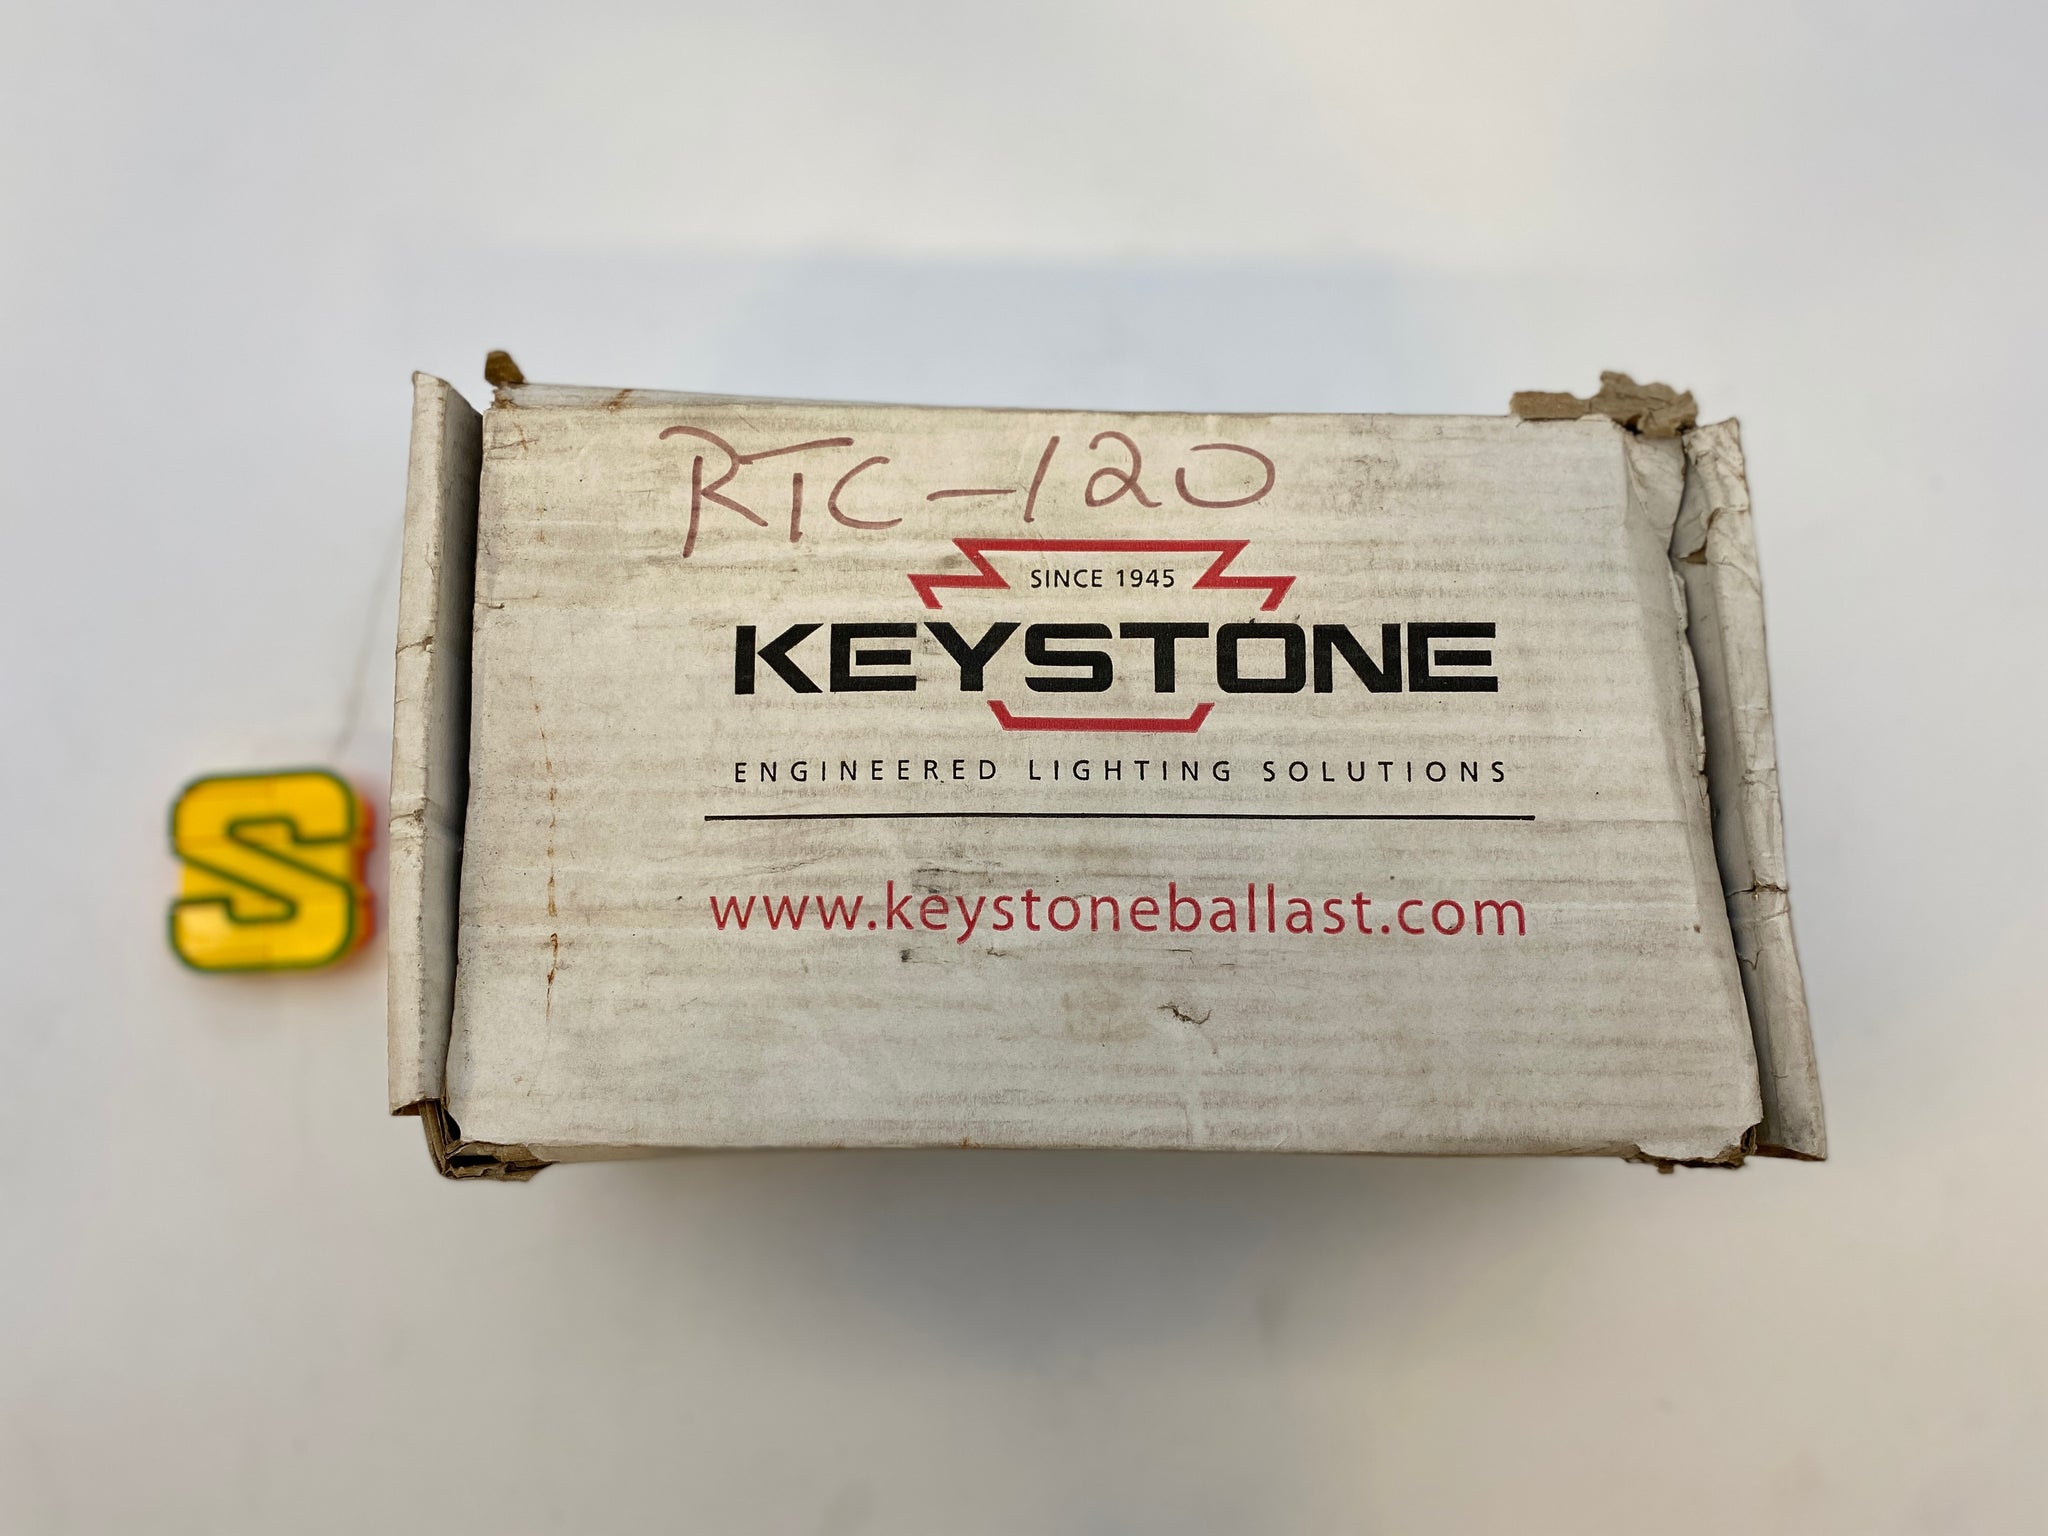 RTC-120
SINCE 1945
KEYSTONE
ENGINEERED LIGHTING SOLUTIONS
www.keystoneballast.com
S